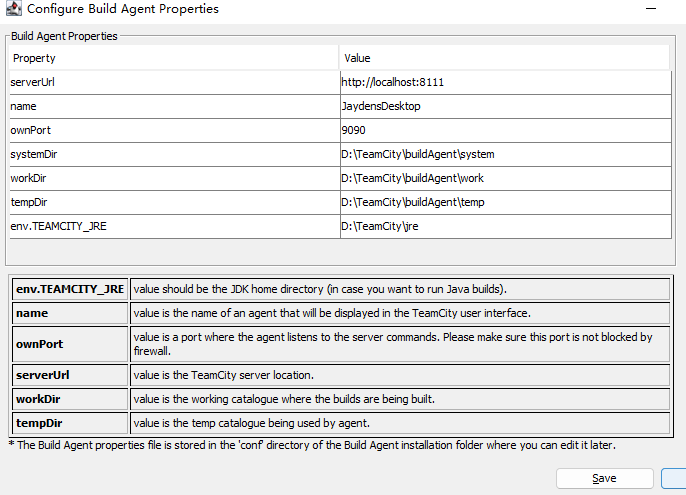 Configure Build Agent Properties
Build Agent Properties
Property Value
serverUrl http://localhost:8111
name JaydensDesktop
ownPort 9090
systemDir D:\TeamCity\buildAgent\system
workDir D:\TeamCity\buildAgent\work
tempDir D:\TeamCity\buildAgent\temp
env.TEAMCITY_JRE D:\TeamCity\jre
env.TEAMCITY_JRE value should be the JDK home directory (in case you want to run Java builds).
name value is the name of an agent that will be displayed in the TeamCity user interface.
ownPort value is a port where the agent listens to the server commands. Please make sure this port is not blocked by
firewall.
serverUrl value is the TeamCity server location.
workDir value is the working catalogue where the builds are being built.
tempDir value is the temp catalogue being used by agent.
* The Build Agent properties file is stored in the 'conf' directory of the Build Agent installation folder where you can edit it later.
Save